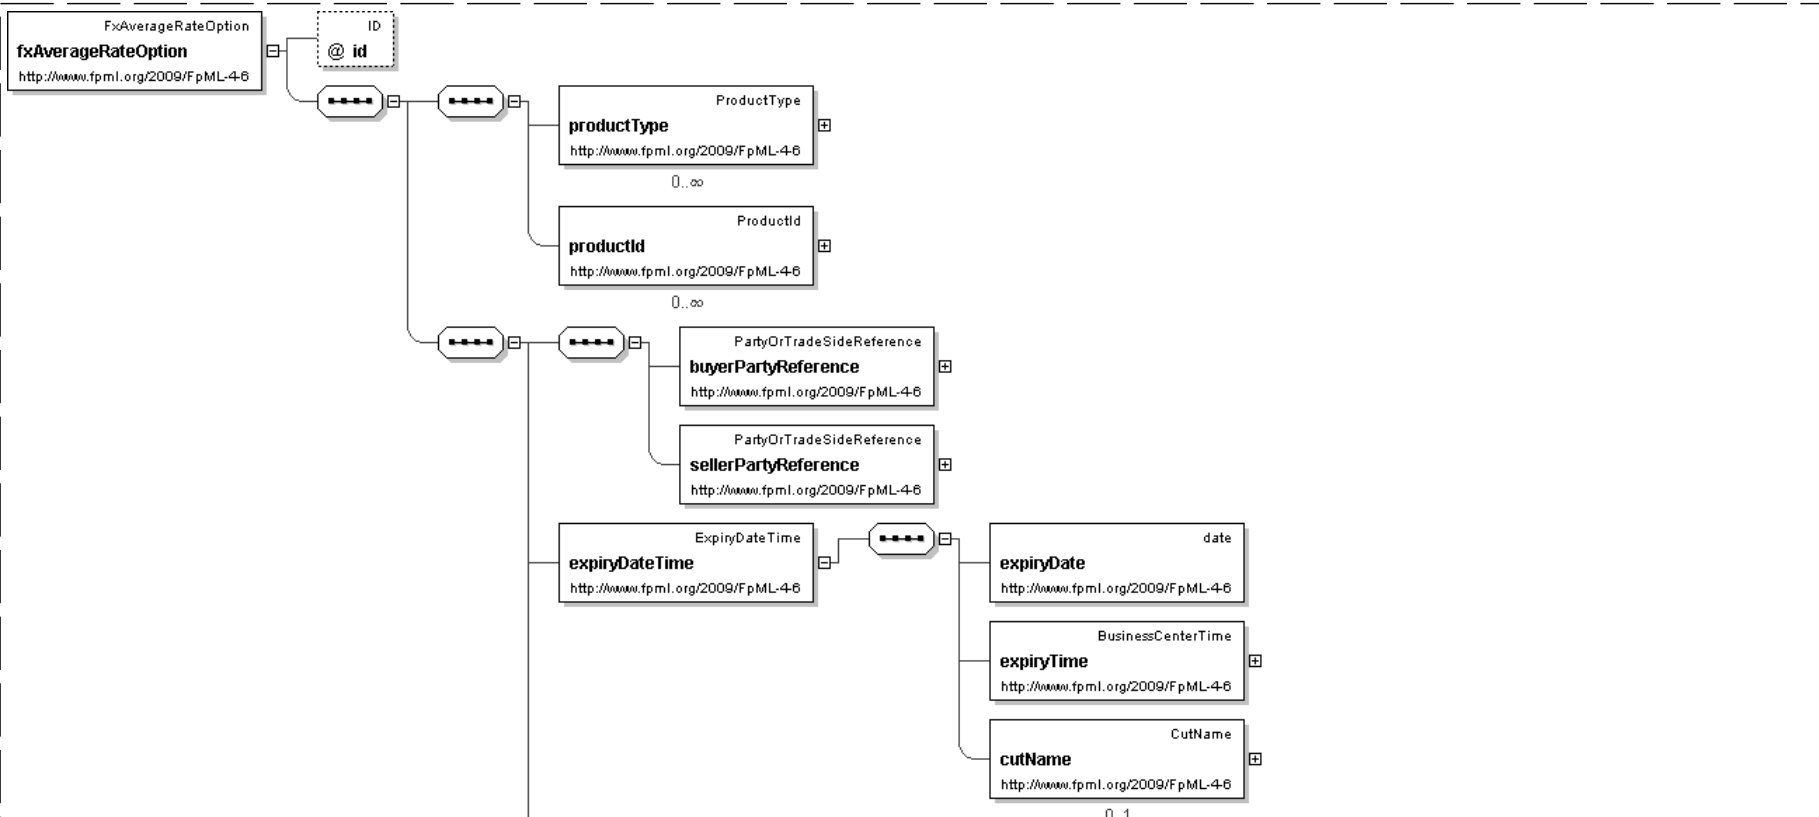 FxAverageRateOption
fxAverageRateOption
http://www.fpml.org/2009/FpML-4-6
ID
@ id
ProductType
productType
http://www.fpml.org/2009/FpML-4-6
0..∞
ProductId
productId
http://www.fpml.org/2009/FpML-4-6
0..∞
PartyOrTradeSideReference
buyerPartyReference
http://www.fpml.org/2009/FpML-4-6
PartyOrTradeSideReference
sellerPartyReference
http://www.fpml.org/2009/FpML-4-6
ExpiryDateTime
expiryDateTime
http://www.fpml.org/2009/FpML-4-6
date
expiryDate
http://www.fpml.org/2009/FpML-4-6
BusinessCenterTime
expiryTime
http://www.fpml.org/2009/FpML-4-6
CutName
cutName
http://www.fpml.org/2009/FpML-4-6
0..1